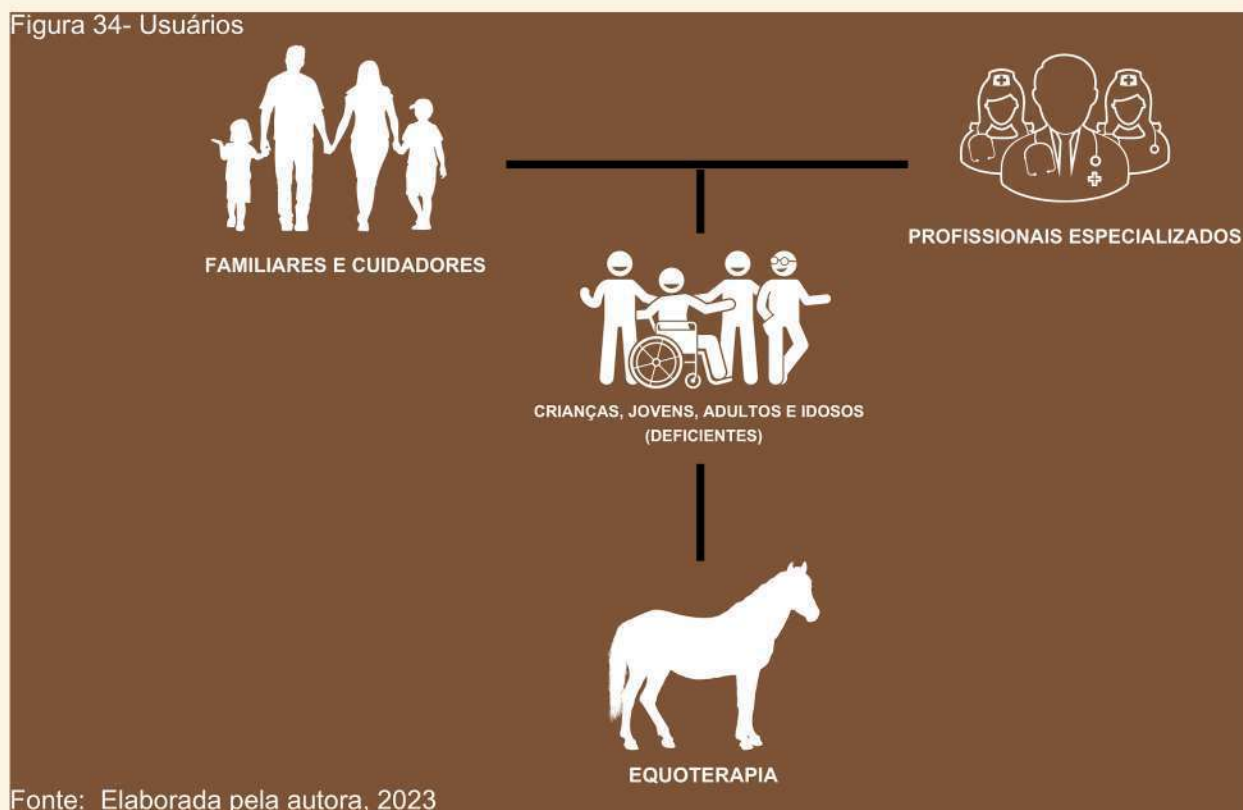 Figura 34- Usuários
FAMILIARES E CUIDADORES
PROFISSIONAIS ESPECIALIZADOS
CRIANÇAS, JOVENS, ADULTOS E IDOSOS
(DEFICIENTES)
EQUOTERAPIA
Fonte: Elaborada pela autora, 2023